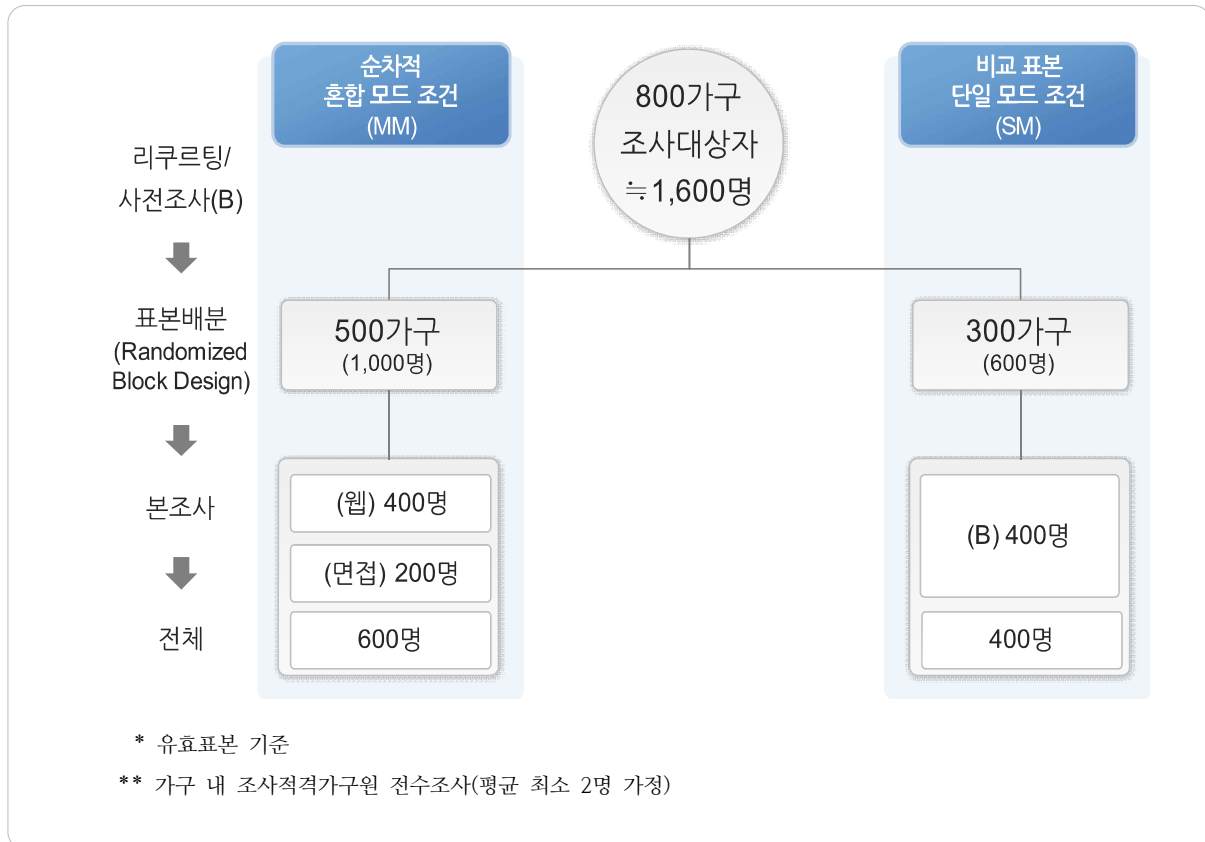 순차적
혼합 모드 조건
(MM)
800가구
조사대상자
≒1,600명
비교 표본
단일 모드 조건
(SM)
리쿠르팅/
사전조사(B)
표본배분
(Randomized
Block Design)
500가구
(1,000명)
300가구
(600명)
본조사
(웹) 400명
(면접) 200명
(B) 400명
전체
600명
400명
* 유효표본 기준
** 가구 내 조사적격가구원 전수조사(평균 최소 2명 가정)